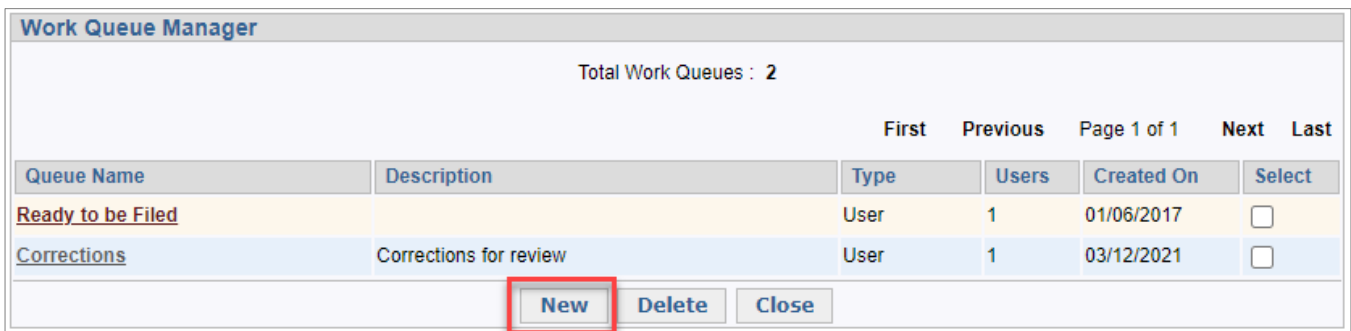 Work Queue Manager
Total Work Queues : 2
First Previous Page 1 of 1 Next Last
Queue Name Description Type Users Created On Select
Ready to be Filed User 1 01/06/2017
Corrections Corrections for review User 1 03/12/2021
New Delete Close